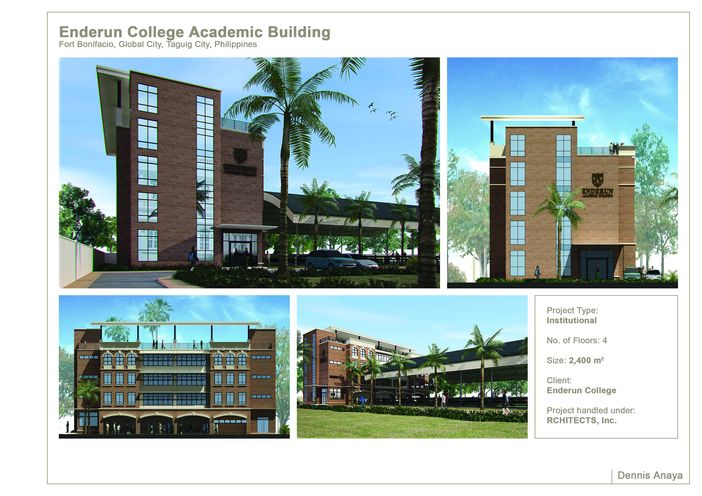 Enderun College Academic Building
Fort Bonifacio, Global City, Taguig City, Philippines
ENDERUN
Project Type:
Institutional
No. of Floors: 4
Size: 2,400 m²
Client:
Enderun College
Project handled under:
RCHITECTS, Inc.
Dennis Anaya